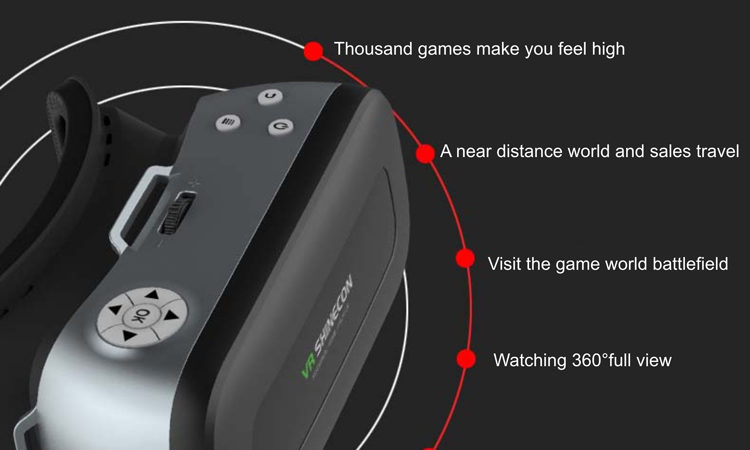 Thousand games make you feel high
A near distance world and sales travel
Visit the game world battlefield
Watching 360°full view
OK
VR SHINECON